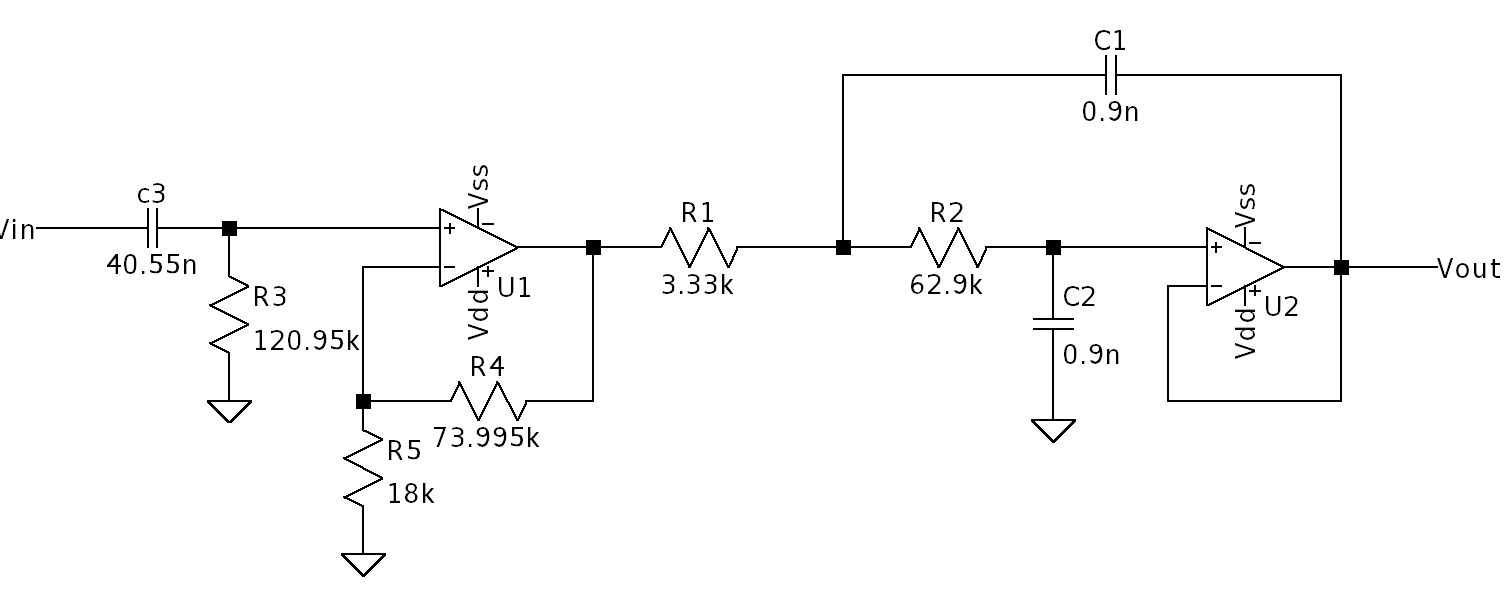 C1
0.9n
Vss
c3
Vin
40.55n
+
−
−
+
U1
Vdd
R1
3.33k
R2
62.9k
Vss
+
−
−
+
U2
Vdd
Vout
R3
120.95k
C2
0.9n
R4
73.995k
R5
18k